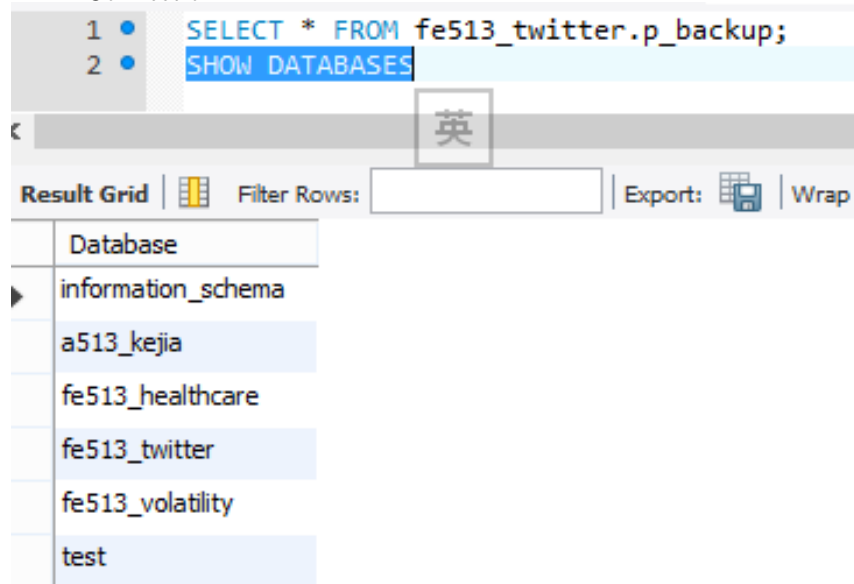 1 SELECT * FROM fe513_twitter.p_backup;
2 SHOW DATABASES
英
Result Grid Filter Rows: Export: Wrap
Database
information_schema
a513_kejia
fe513_healthcare
fe513_twitter
fe513_volatility
test